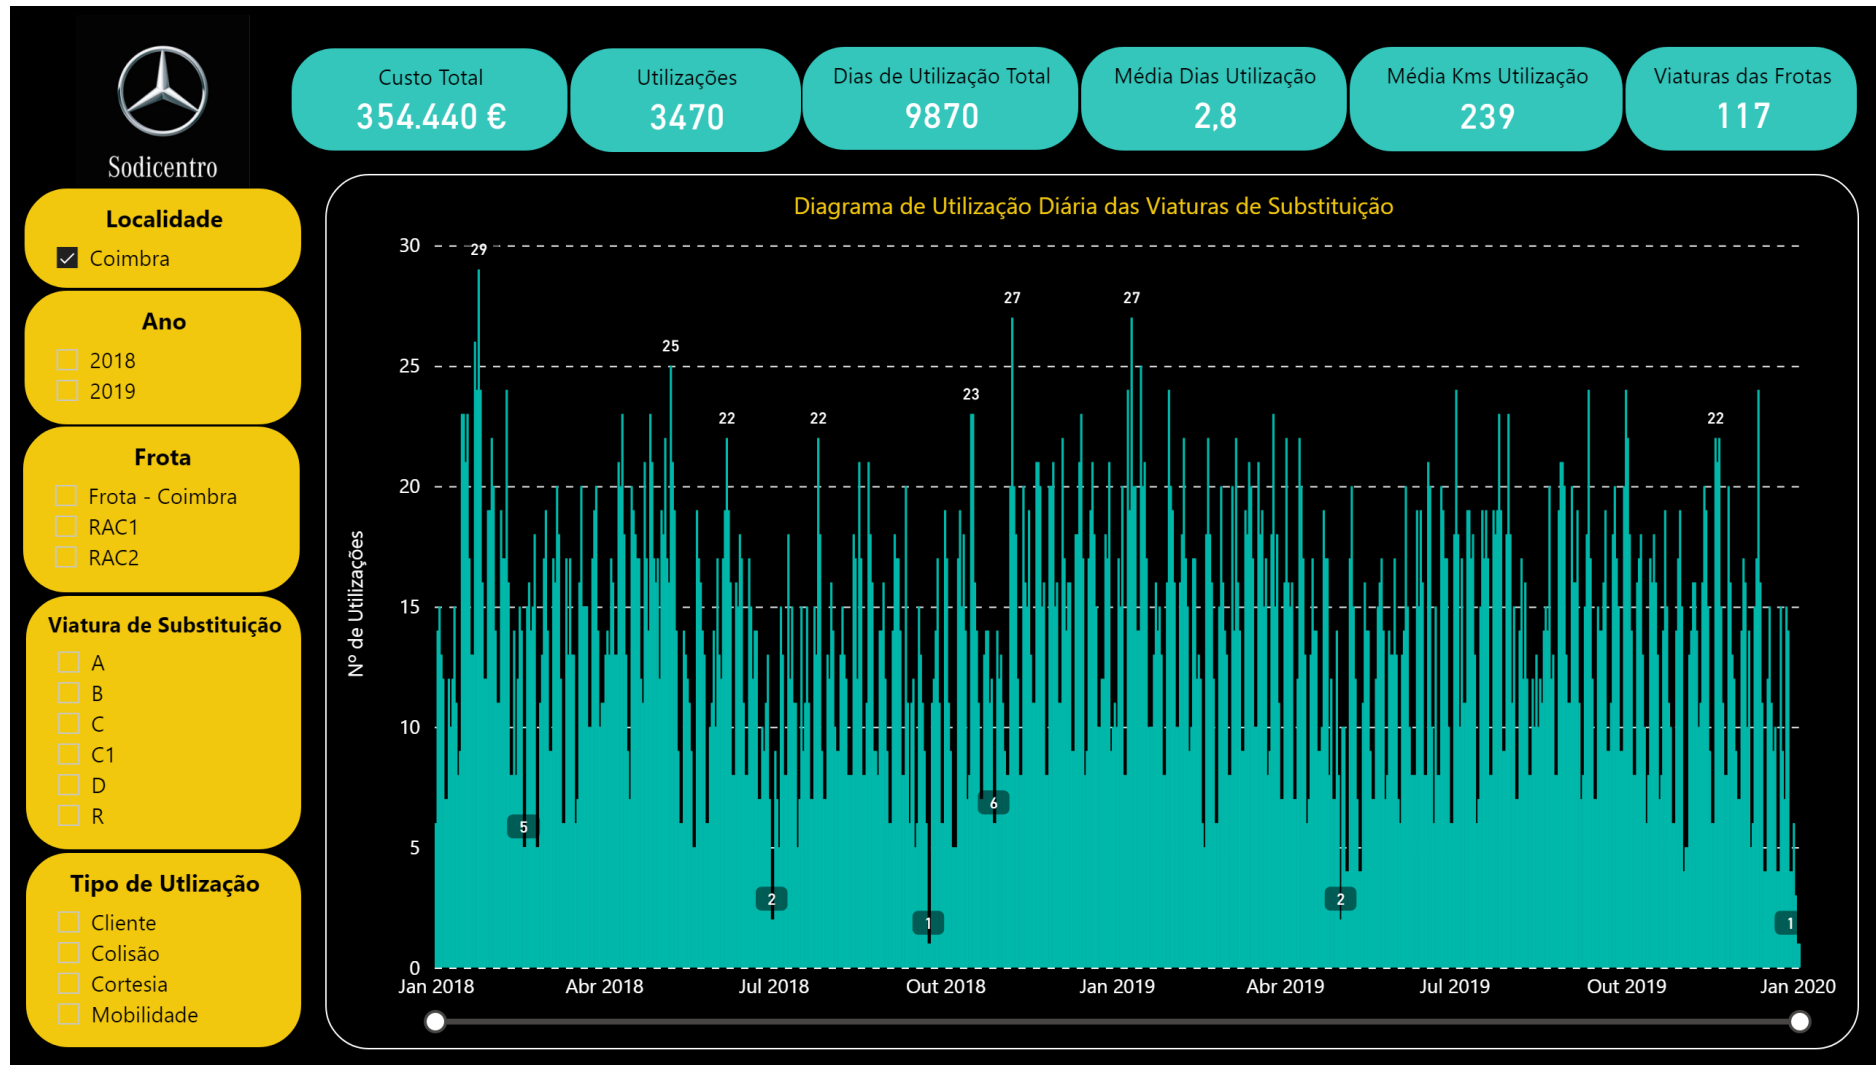 Sodicentro
Custo Total
354.440 €
Utilizações
3470
Dias de Utilização Total
9870
Média Dias Utilização
2,8
Média Kms Utilização
239
Viaturas das Frotas
117
Localidade
Coimbra
Ano
2018
2019
Frota
Frota - Coimbra
RAC1
RAC2
Viatura de Substituição
A
B
C
C1
D
R
Tipo de Utlização
Cliente
Colisão
Cortesia
Mobilidade
Diagrama de Utilização Diária das Viaturas de Substituição
Nº de Utilizações
30
25
20
15
10
5
0
29
25
22
22
23
27
27
22
5
2
1
6
2
1
Jan 2018
Abr 2018
Jul 2018
Out 2018
Jan 2019
Abr 2019
Jul 2019
Out 2019
Jan 2020